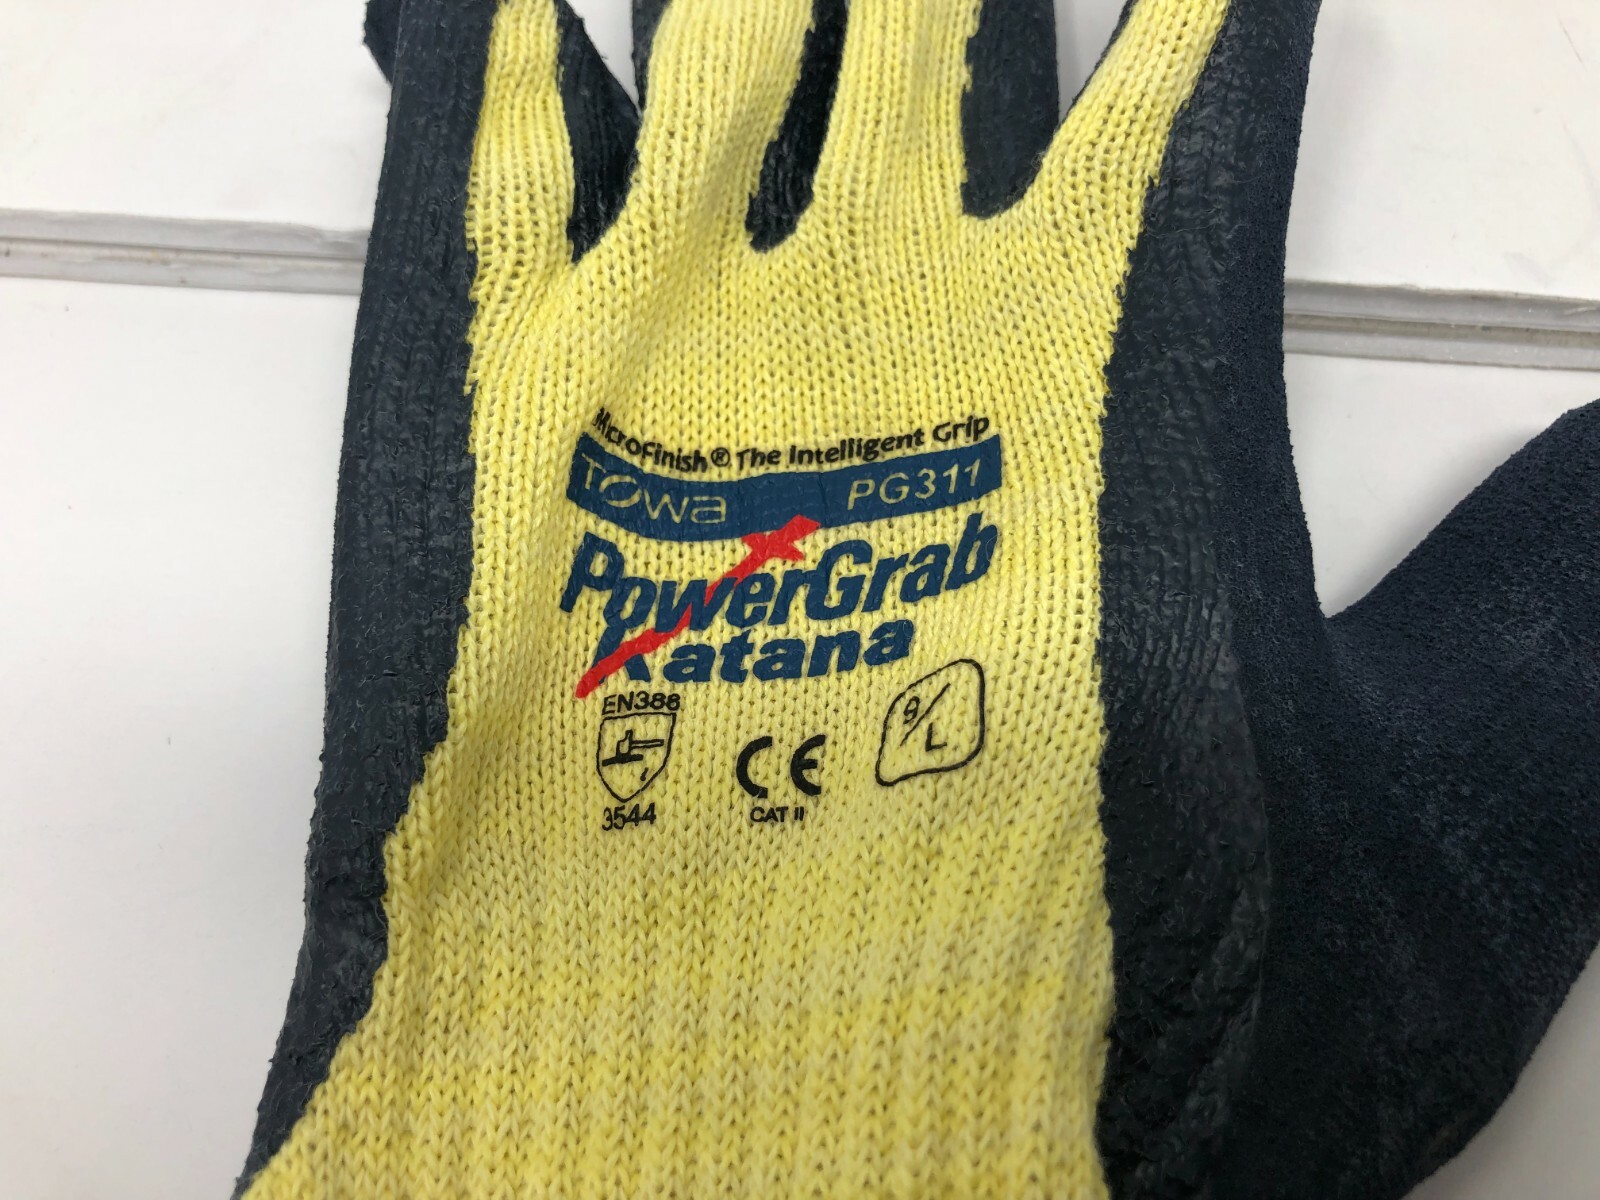 MicroFinish® The Intelligent Grip
Towa PG311
PowerGrab
Katana
EN388
3544
CE
CAT II
9/L